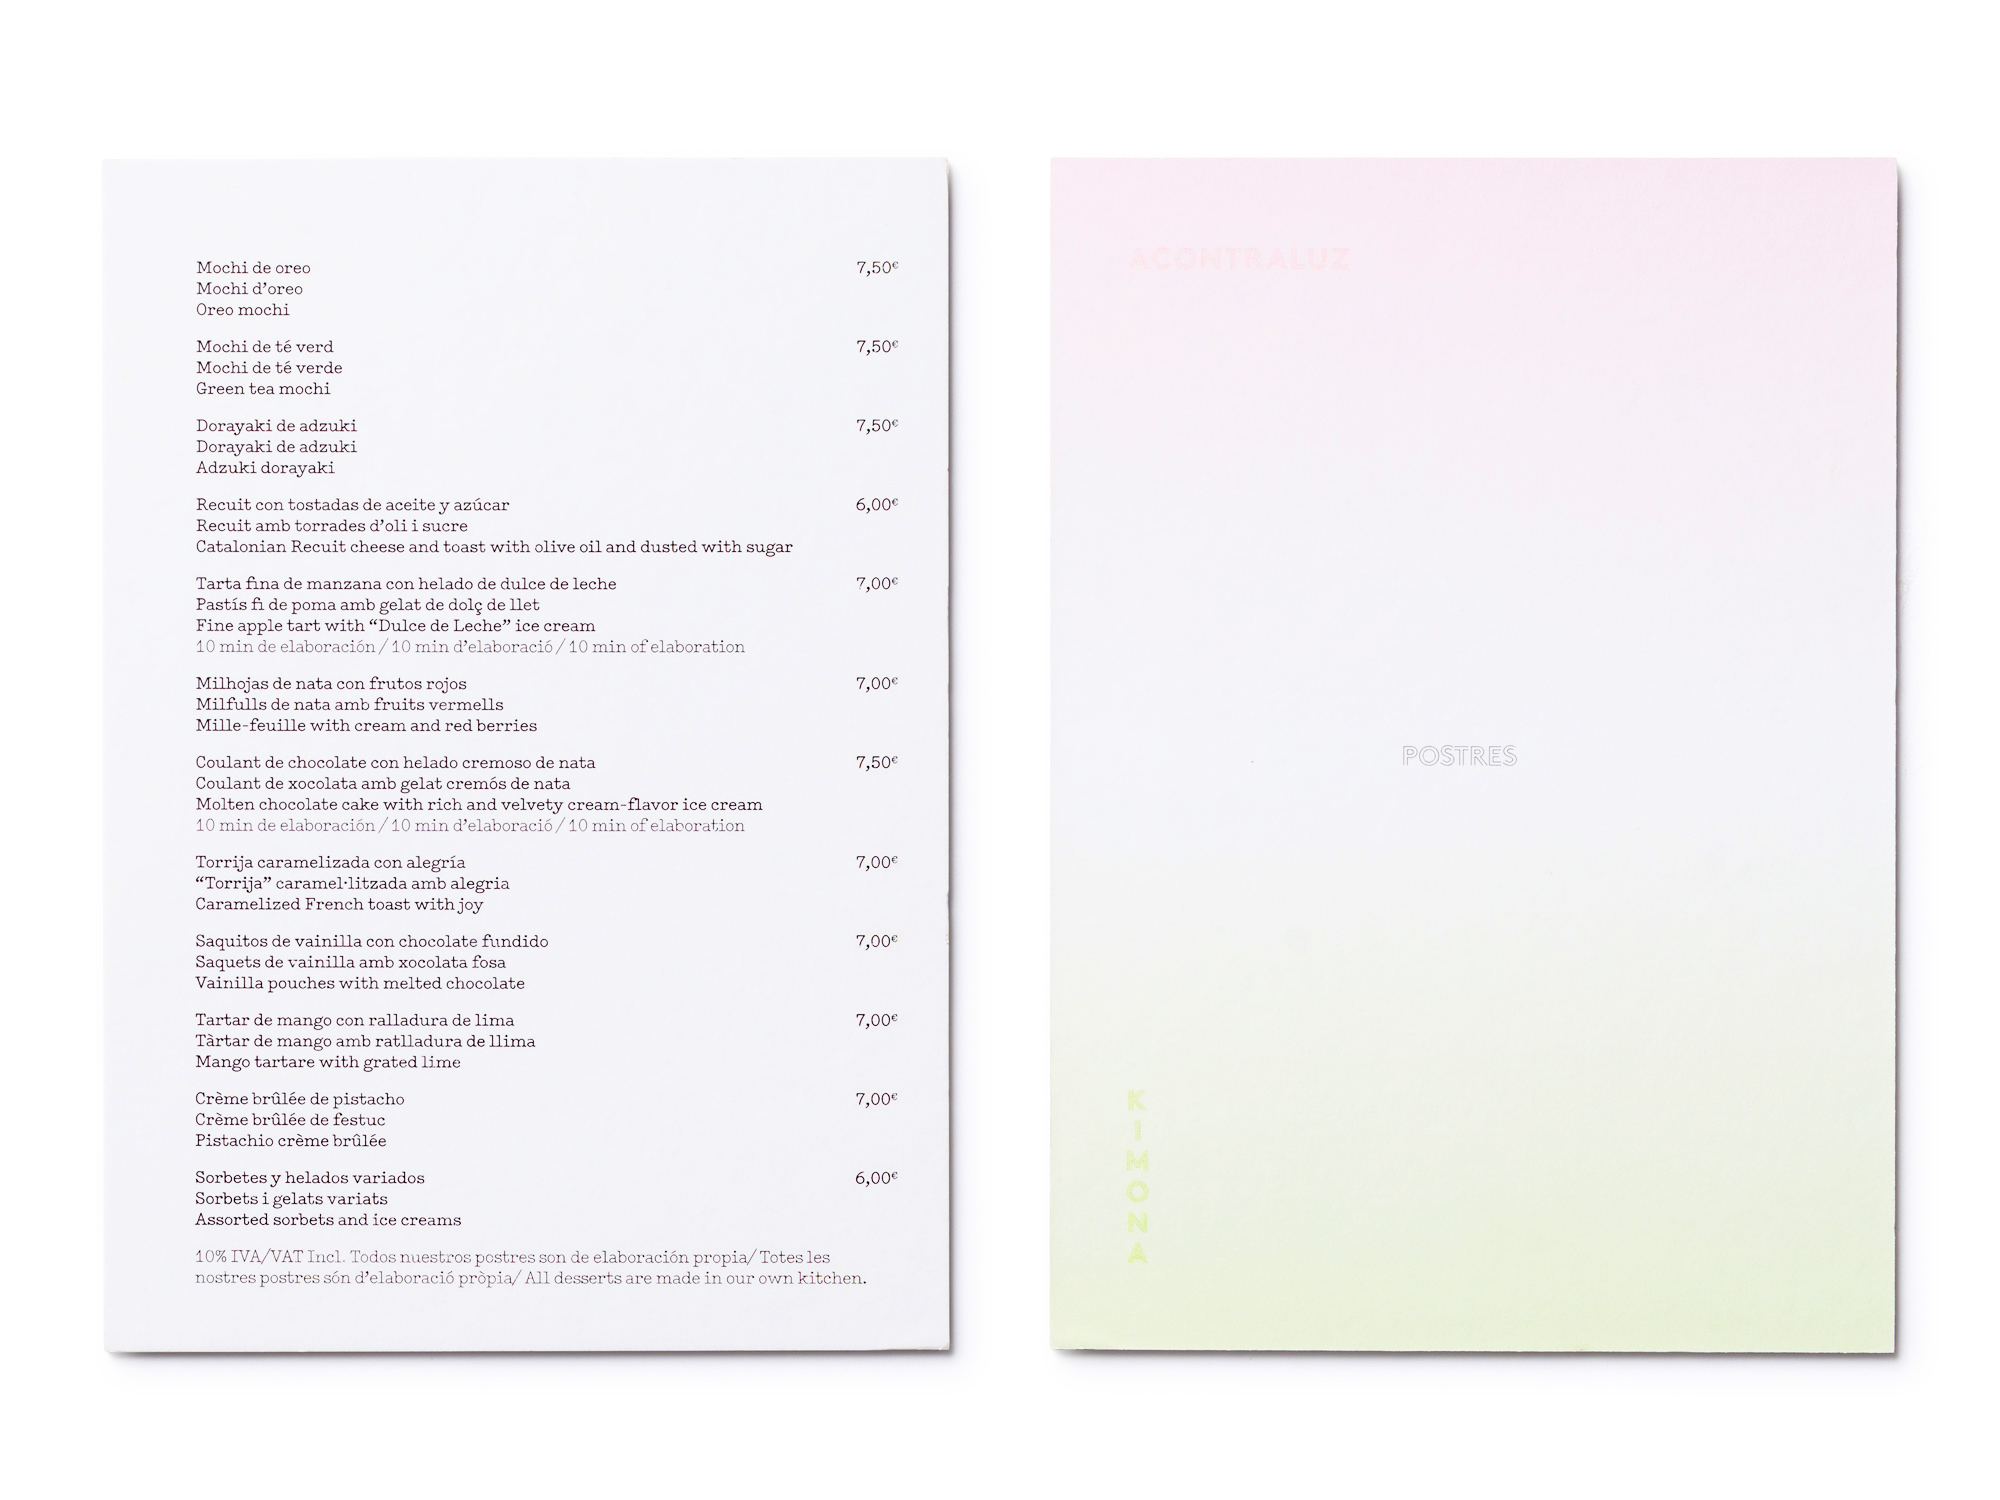 Mochi de oreo 7,50€
Mochi d’oreo
Oreo mochi
Mochi de té verd 7,50€
Mochi de té verde
Green tea mochi
Dorayaki de adzuki 7,50€
Dorayaki de adzuki
Adzuki dorayaki
Recuit con tostadas de aceite y azúcar 6,00€
Recuit amb torrades d’oli i sucre
Catalonian Recuit cheese and toast with olive oil and dusted with sugar
Tarta fina de manzana con helado de dulce de leche 7,00€
Pastís fi de poma amb gelat de dolç de llet
Fine apple tart with “Dulce de Leche” ice cream
10 min de elaboración / 10 min d’elaboració / 10 min of elaboration
Milhojas de nata con frutos rojos 7,00€
Milfulls de nata amb fruits vermells
Mille-feuille with cream and red berries
Coulant de chocolate con helado cremoso de nata 7,50€
Coulant de xocolata amb gelat cremós de nata
Molten chocolate cake with rich and velvety cream-flavor ice cream
10 min de elaboración / 10 min d’elaboració / 10 min of elaboration
Torrija caramelizada con alegría 7,00€
“Torrija” caramel·litzada amb alegria
Caramelized French toast with joy
Saquitos de vainilla con chocolate fundido 7,00€
Saquets de vainilla amb xocolata fosa
Vainilla pouches with melted chocolate
Tartar de mango con ralladura de lima 7,00€
Tàrtar de mango amb ratlladura de llima
Mango tartare with grated lime
Crème brûlée de pistacho 7,00€
Crème brûlée de festuc
Pistachio crème brûlée
Sorbetes y helados variados 6,00€
Sorbets i gelats variats
Assorted sorbets and ice creams
10% IVA/VAT Incl. Todos nuestros postres son de elaboración propia/ Totes les
nostres postres són d’elaboració pròpia/ All desserts are made in our own kitchen.
ACONTRALUZ
POSTRES
KIMONA